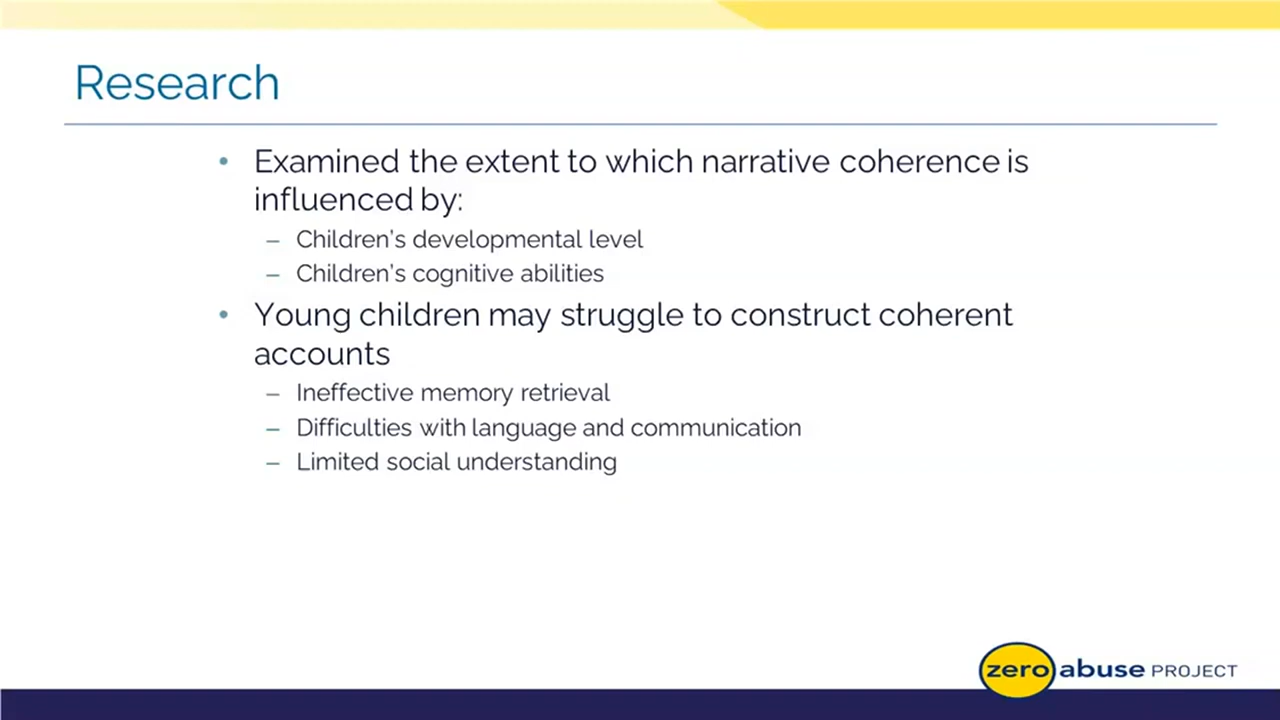 Research
• Examined the extent to which narrative coherence is
influenced by:
– Children's developmental level
– Children's cognitive abilities
• Young children may struggle to construct coherent
accounts
– Ineffective memory retrieval
– Difficulties with language and communication
– Limited social understanding
zero abuse PROJECT